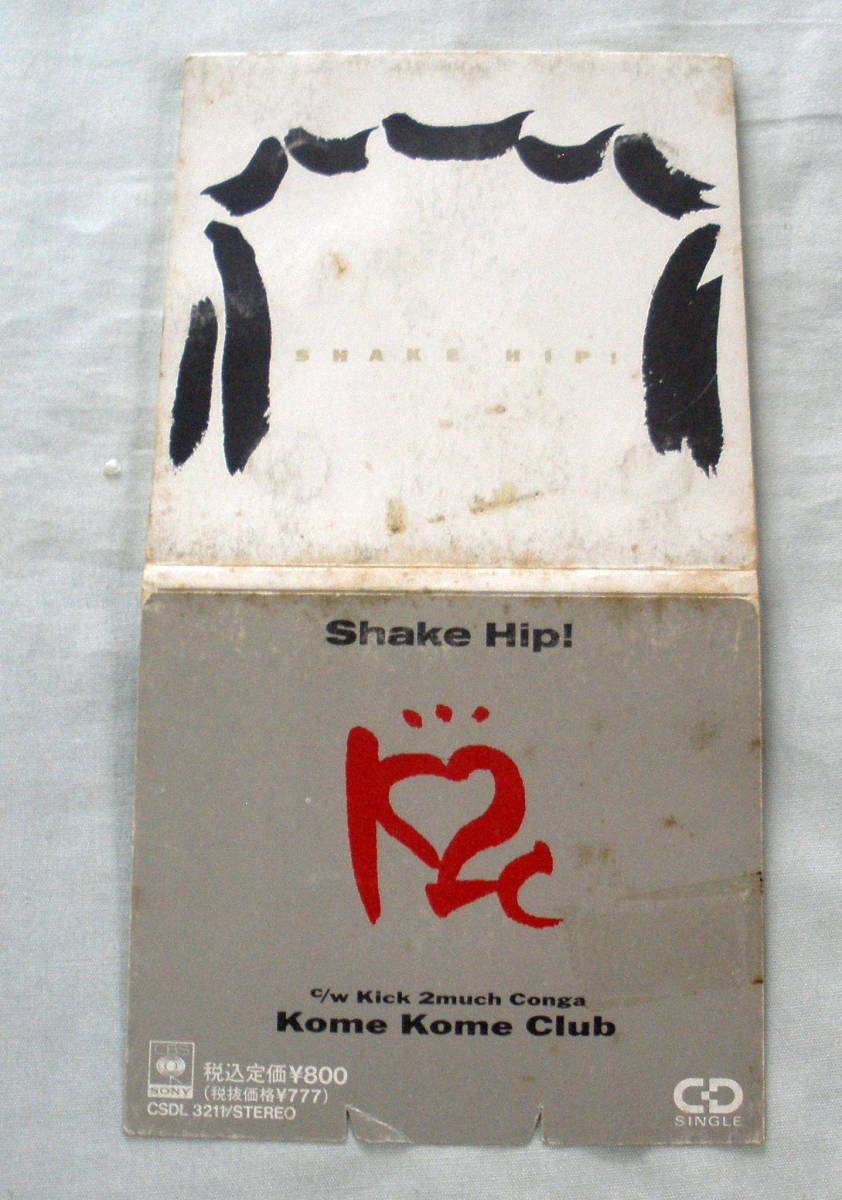 SHAKE HIP!
Shake Hip!
K2c
c/w Kick 2much Conga
Kome Kome Club
CBS
SONY
税込定価¥800
(税抜価格¥777)
CSDL 3211/STEREO
CD
SINGLE